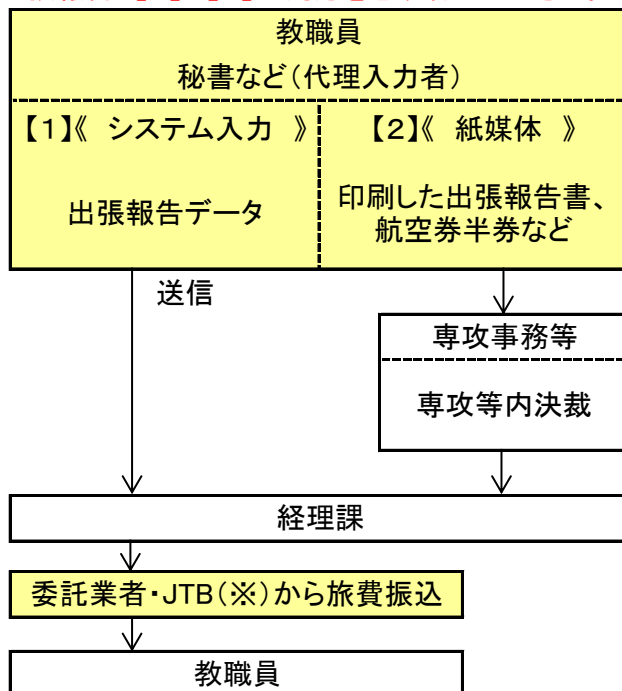 教職員
秘書など(代理入力者)
【1】《 システム入力 》
【2】《 紙媒体 》
出張報告データ
印刷した出張報告書、
航空券半券など
送信
専攻事務等
専攻等内決裁
経理課
委託業者・JTB(※)から旅費振込
教職員